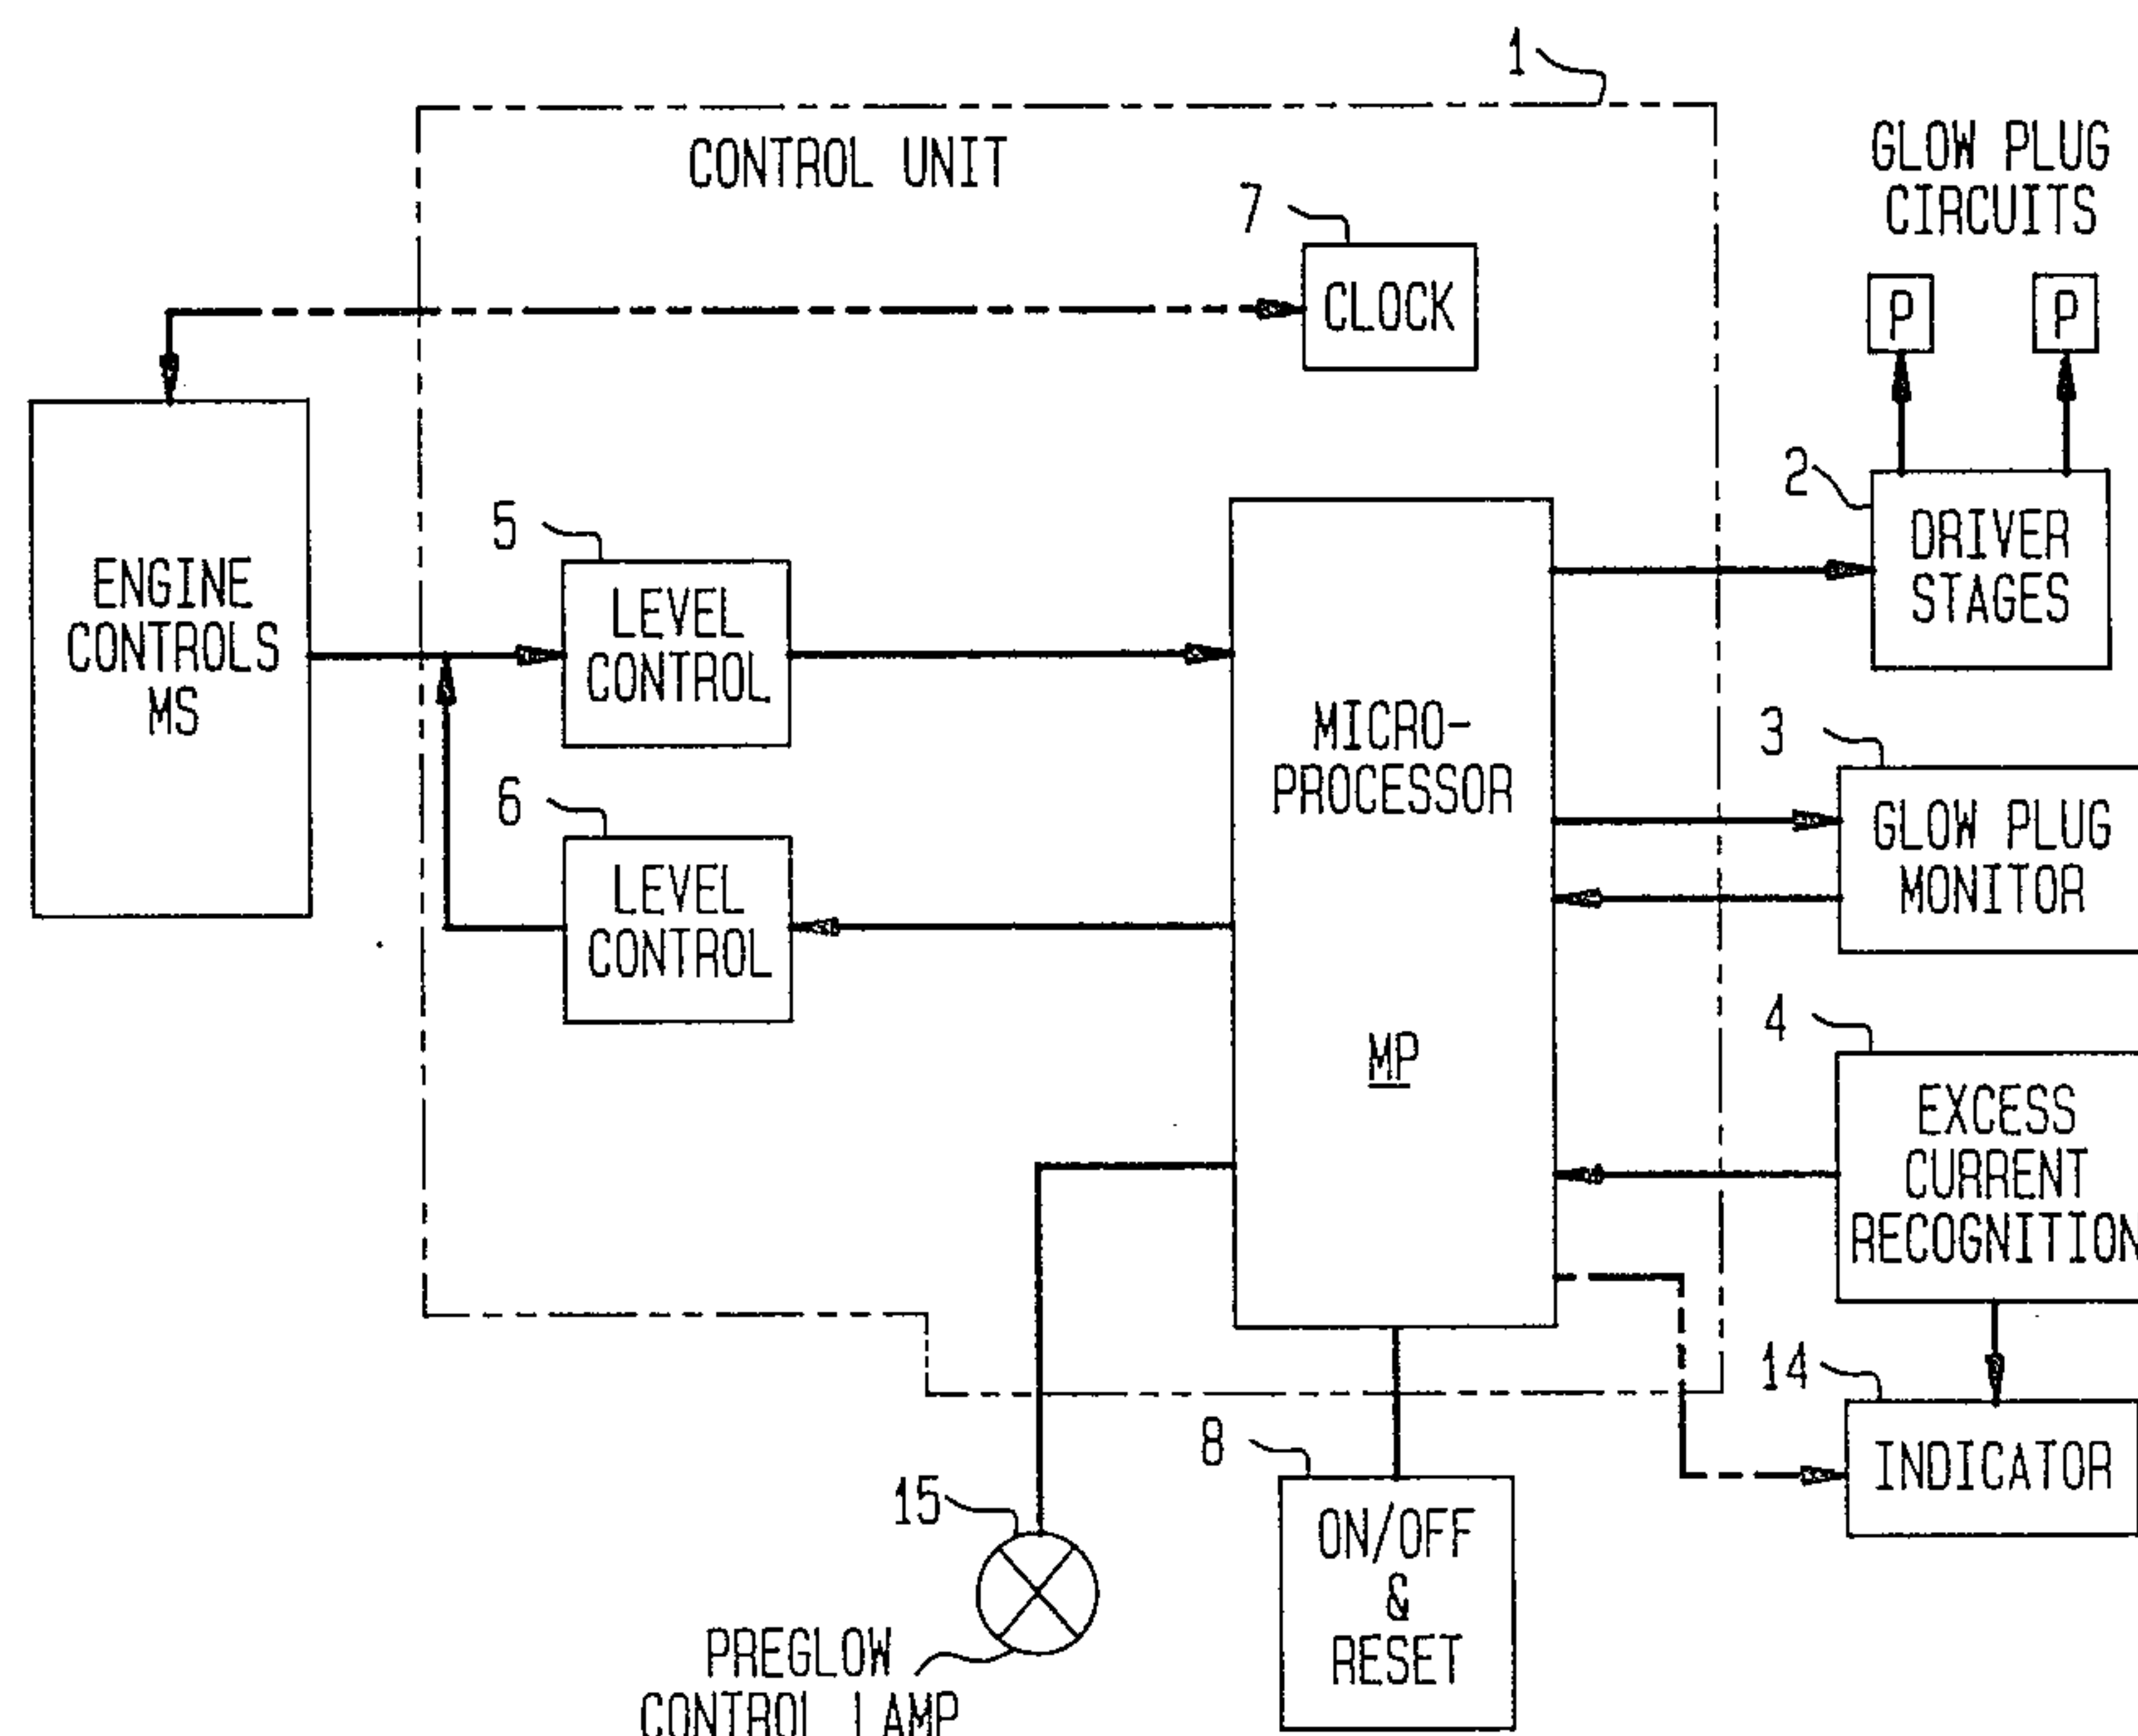 1
CONTROL UNIT
GLOW PLUG
CIRCUITS
7
CLOCK
P
P
2
DRIVER
STAGES
ENGINE
CONTROLS
MS
5
LEVEL
CONTROL
MICRO-
PROCESSOR
MP
3
GLOW PLUG
MONITOR
6
LEVEL
CONTROL
4
EXCESS
CURRENT
RECOGNITION
14
INDICATOR
8
ON/OFF
&
RESET
15
PREGLOW
CONTROL LAMP